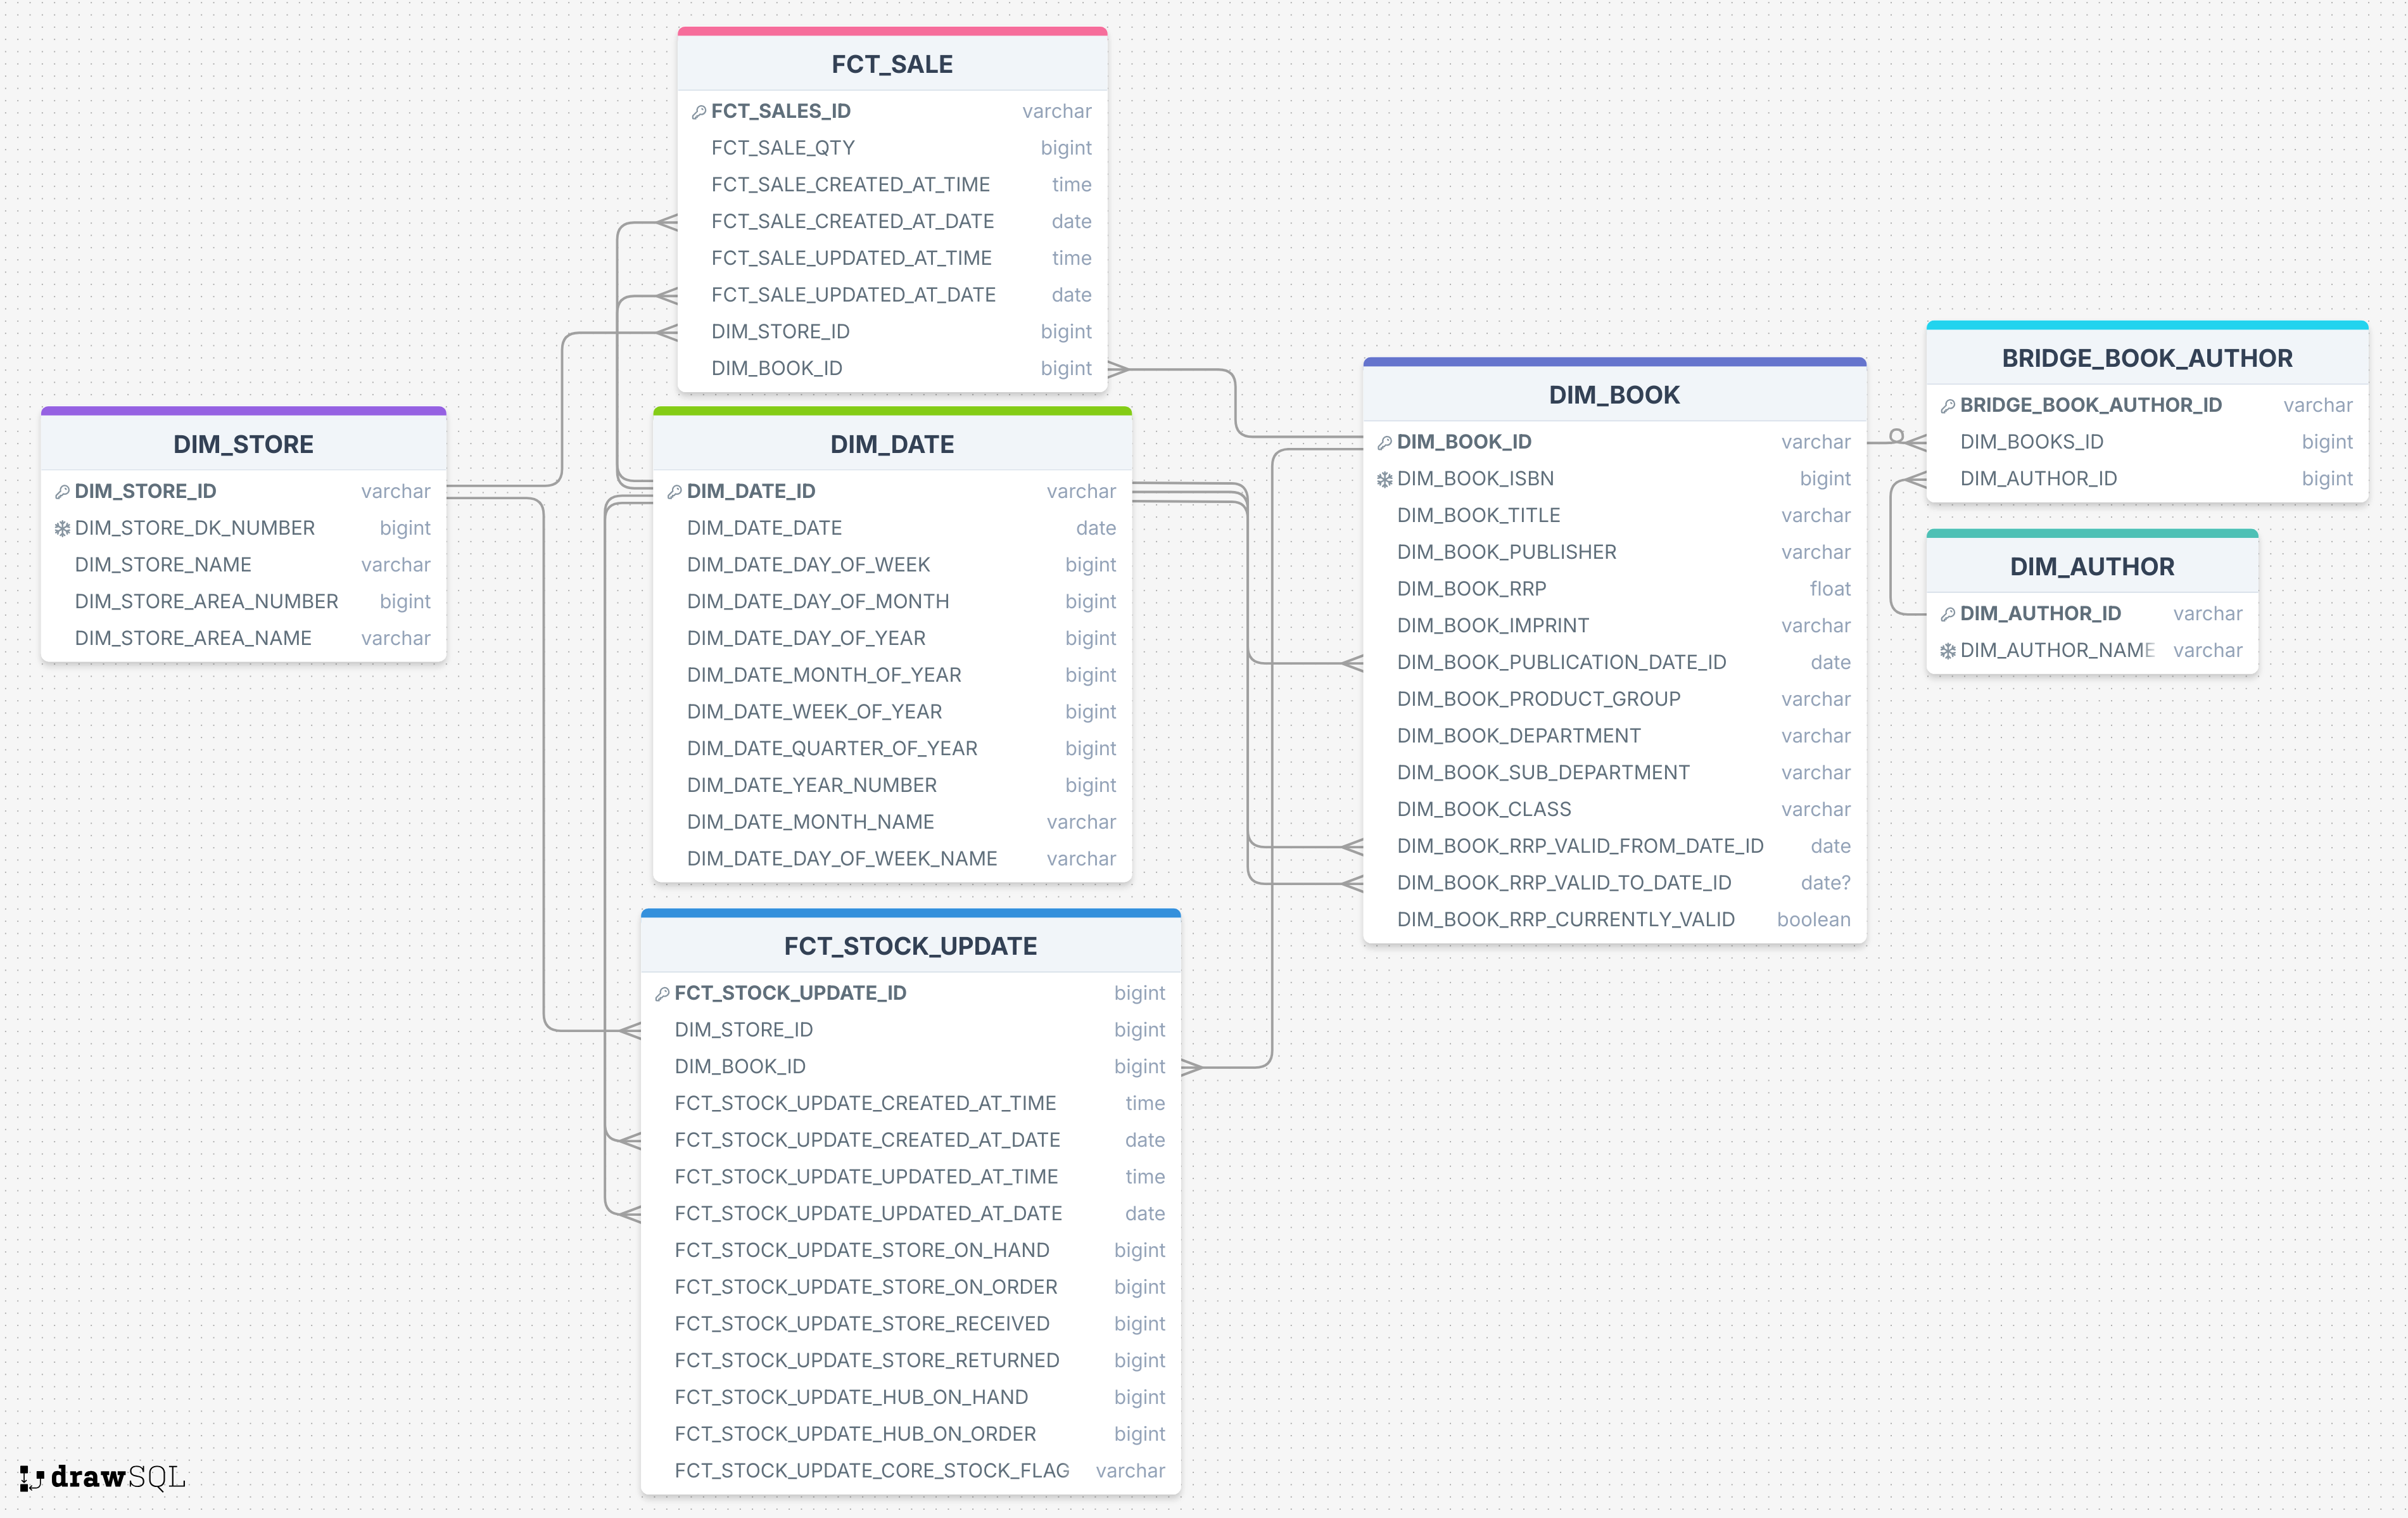 FCT_SALE
FCT_SALES_ID varchar
FCT_SALE_QTY bigint
FCT_SALE_CREATED_AT_TIME time
FCT_SALE_CREATED_AT_DATE date
FCT_SALE_UPDATED_AT_TIME time
FCT_SALE_UPDATED_AT_DATE date
DIM_STORE_ID bigint
DIM_BOOK_ID bigint
DIM_STORE
DIM_STORE_ID varchar
DIM_STORE_DK_NUMBER bigint
DIM_STORE_NAME varchar
DIM_STORE_AREA_NUMBER bigint
DIM_STORE_AREA_NAME varchar
DIM_DATE
DIM_DATE_ID varchar
DIM_DATE_DATE date
DIM_DATE_DAY_OF_WEEK bigint
DIM_DATE_DAY_OF_MONTH bigint
DIM_DATE_DAY_OF_YEAR bigint
DIM_DATE_MONTH_OF_YEAR bigint
DIM_DATE_WEEK_OF_YEAR bigint
DIM_DATE_QUARTER_OF_YEAR bigint
DIM_DATE_YEAR_NUMBER bigint
DIM_DATE_MONTH_NAME varchar
DIM_DATE_DAY_OF_WEEK_NAME varchar
DIM_BOOK
DIM_BOOK_ID varchar
DIM_BOOK_ISBN bigint
DIM_BOOK_TITLE varchar
DIM_BOOK_PUBLISHER varchar
DIM_BOOK_RRP float
DIM_BOOK_IMPRINT varchar
DIM_BOOK_PUBLICATION_DATE_ID date
DIM_BOOK_PRODUCT_GROUP varchar
DIM_BOOK_DEPARTMENT varchar
DIM_BOOK_SUB_DEPARTMENT varchar
DIM_BOOK_CLASS varchar
DIM_BOOK_RRP_VALID_FROM_DATE_ID date
DIM_BOOK_RRP_VALID_TO_DATE_ID date?
DIM_BOOK_RRP_CURRENTLY_VALID boolean
BRIDGE_BOOK_AUTHOR
BRIDGE_BOOK_AUTHOR_ID varchar
DIM_BOOKS_ID bigint
DIM_AUTHOR_ID bigint
DIM_AUTHOR
DIM_AUTHOR_ID varchar
DIM_AUTHOR_NAME varchar
FCT_STOCK_UPDATE
FCT_STOCK_UPDATE_ID bigint
DIM_STORE_ID bigint
DIM_BOOK_ID bigint
FCT_STOCK_UPDATE_CREATED_AT_TIME time
FCT_STOCK_UPDATE_CREATED_AT_DATE date
FCT_STOCK_UPDATE_UPDATED_AT_TIME time
FCT_STOCK_UPDATE_UPDATED_AT_DATE date
FCT_STOCK_UPDATE_STORE_ON_HAND bigint
FCT_STOCK_UPDATE_STORE_ON_ORDER bigint
FCT_STOCK_UPDATE_STORE_RECEIVED bigint
FCT_STOCK_UPDATE_STORE_RETURNED bigint
FCT_STOCK_UPDATE_HUB_ON_HAND bigint
FCT_STOCK_UPDATE_HUB_ON_ORDER bigint
FCT_STOCK_UPDATE_CORE_STOCK_FLAG varchar
drawSQL